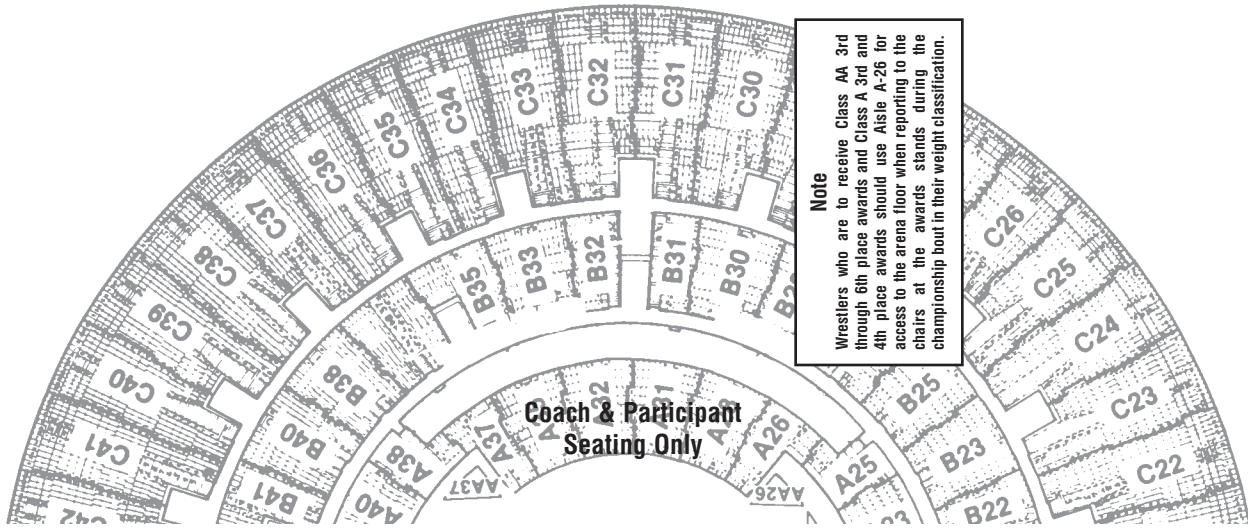 C30
C31
C32
C33
C34
C35
C36
C37
C38
C39
C40
C41
C42
C26
C25
C24
C23
C22
B30
B31
B32
B33
B35
B38
B40
B41
B25
B23
B22
Coach & Participant
Seating Only
A26
A31
A32
A37
A38
A40
A25
AA37
AA26
Note
Wrestlers who are to receive Class AA 3rd
through 6th place awards and Class A 3rd and
4th place awards should use Aisle A-26 for
access to the arena floor when reporting to the
chairs at the awards stands during the
championship bout in their weight classification.